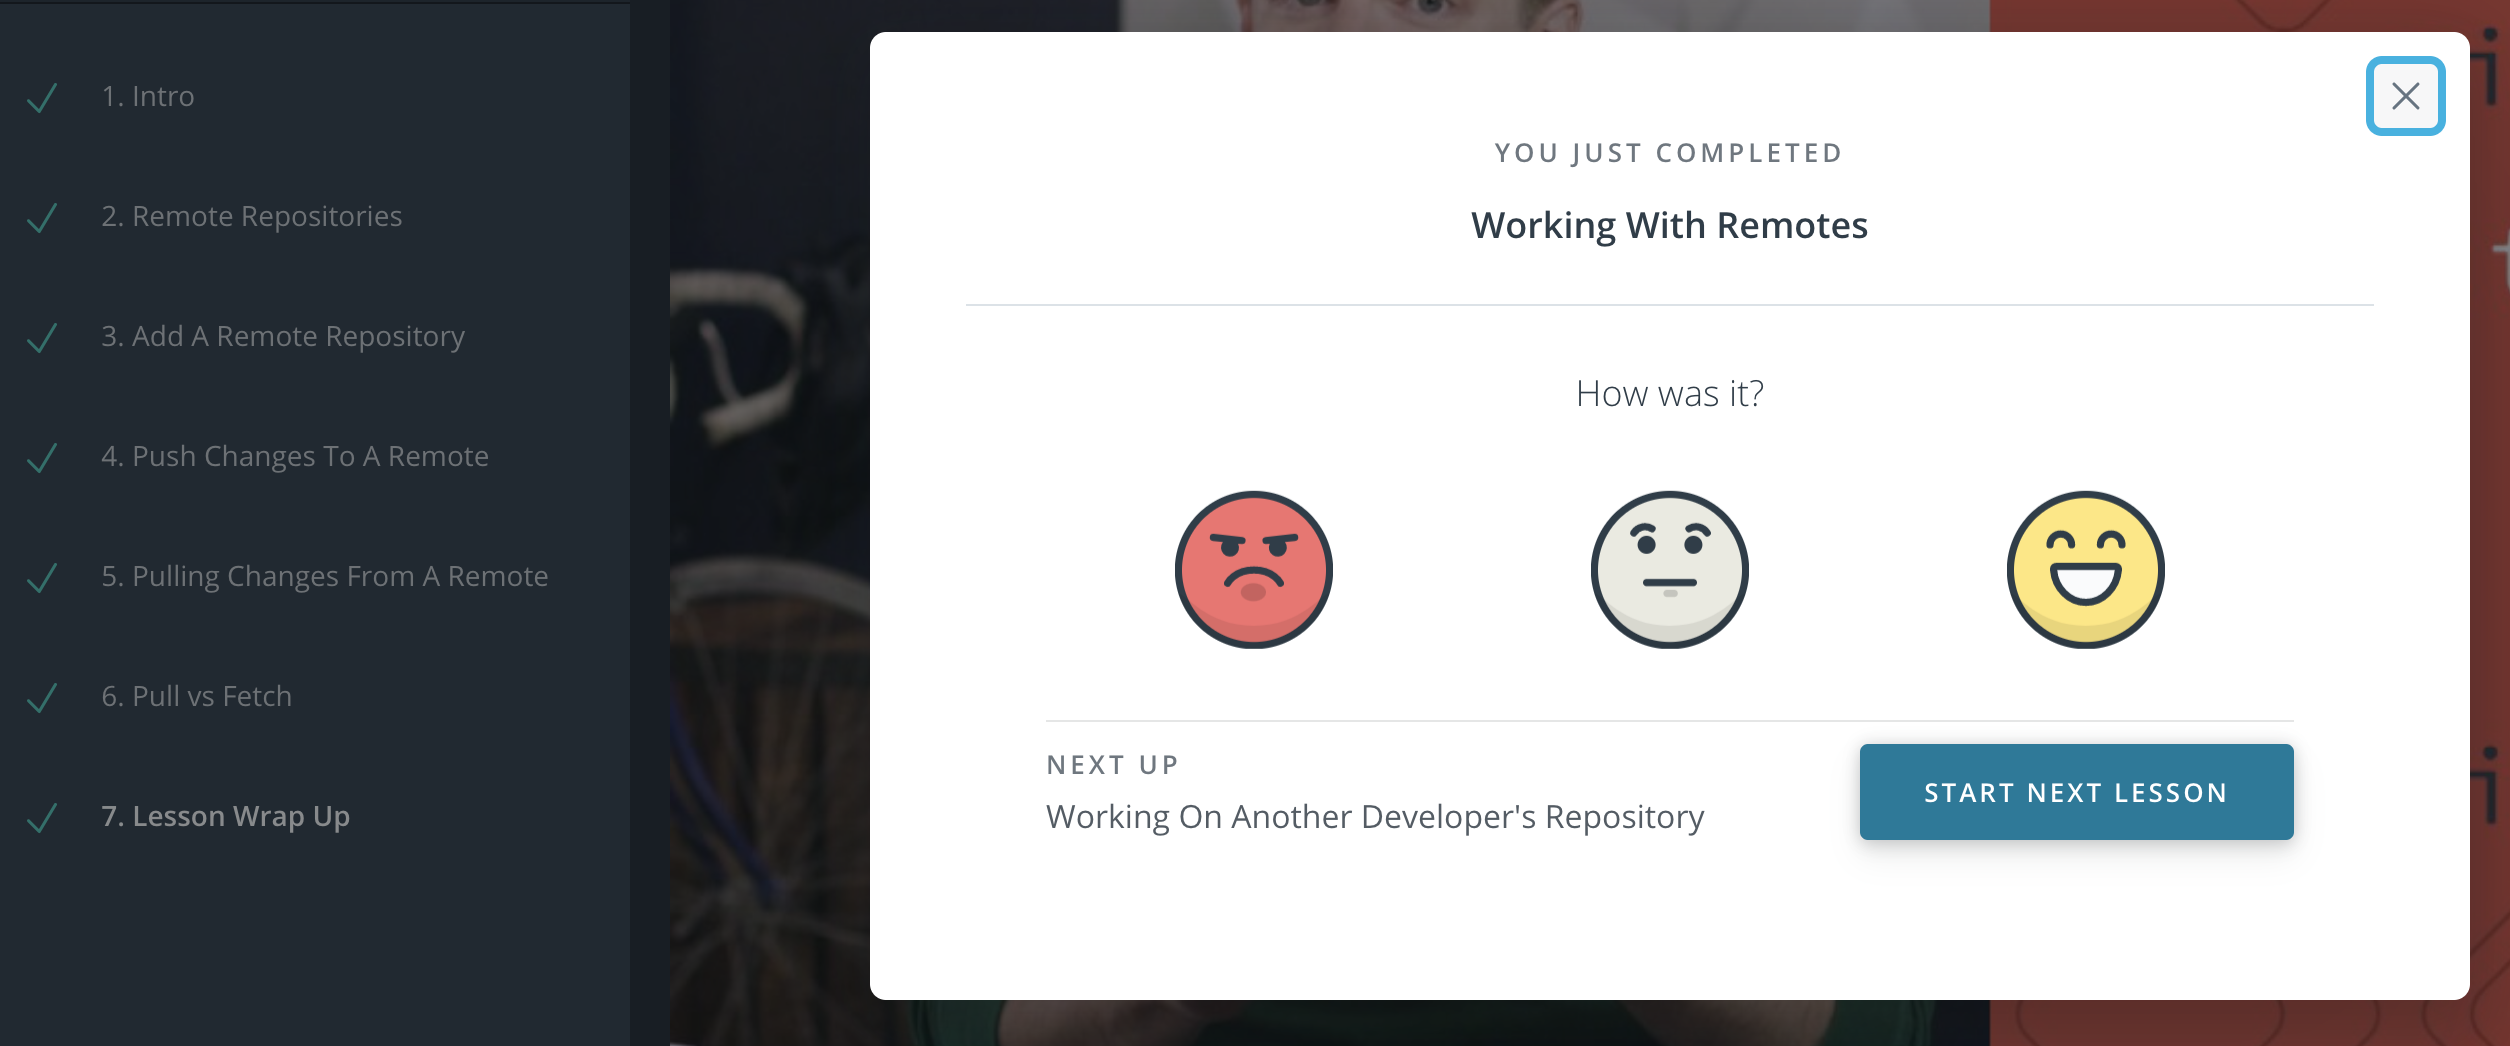 1. Intro
2. Remote Repositories
3. Add A Remote Repository
4. Push Changes To A Remote
5. Pulling Changes From A Remote
6. Pull vs Fetch
7. Lesson Wrap Up
YOU JUST COMPLETED
Working With Remotes
How was it?
NEXT UP
Working On Another Developer's Repository
START NEXT LESSON